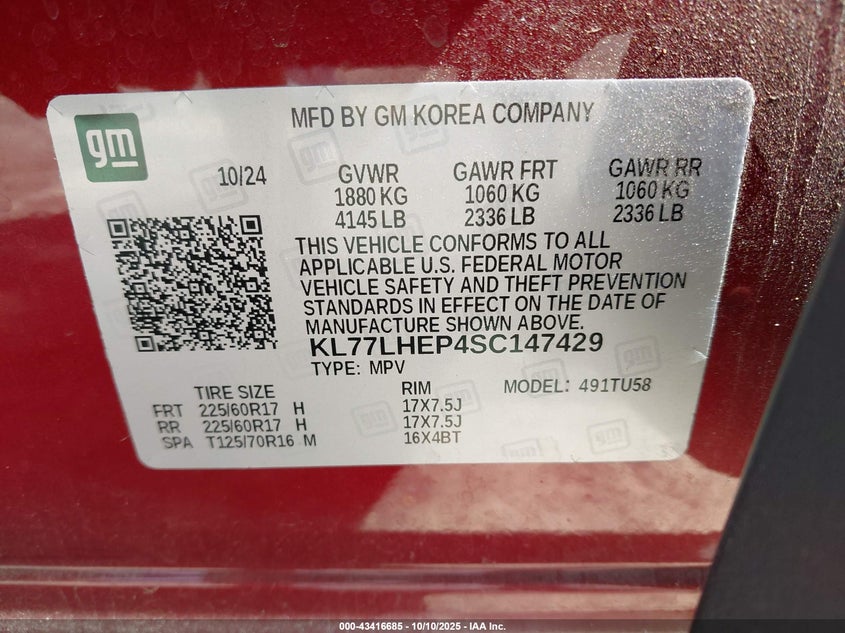 gm
MFD BY GM KOREA COMPANY
10/24
GVWR
1880 KG
4145 LB
GAWR FRT
1060 KG
2336 LB
GAWR RR
1060 KG
2336 LB
THIS VEHICLE CONFORMS TO ALL
APPLICABLE U.S. FEDERAL MOTOR
VEHICLE SAFETY AND THEFT PREVENTION
STANDARDS IN EFFECT ON THE DATE OF
MANUFACTURE SHOWN ABOVE.
KL77LHEP4SC147429
TYPE: MPV
MODEL: 491TU58
TIRE SIZE RIM
FRT 225/60R17 H 17X7.5J
RR 225/60R17 H 17X7.5J
SPA T125/70R16 M 16X4BT
000-43416685 - 10/10/2025 - IAA Inc.